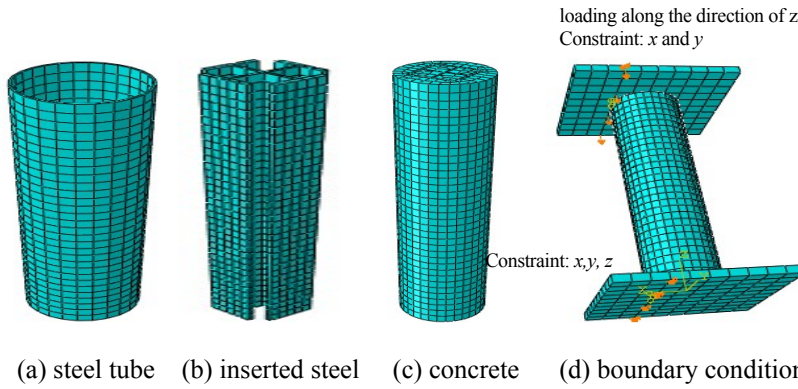 loading along the direction of z
Constraint: x and y
Constraint: x,y, z
(a) steel tube (b) inserted steel (c) concrete (d) boundary condition